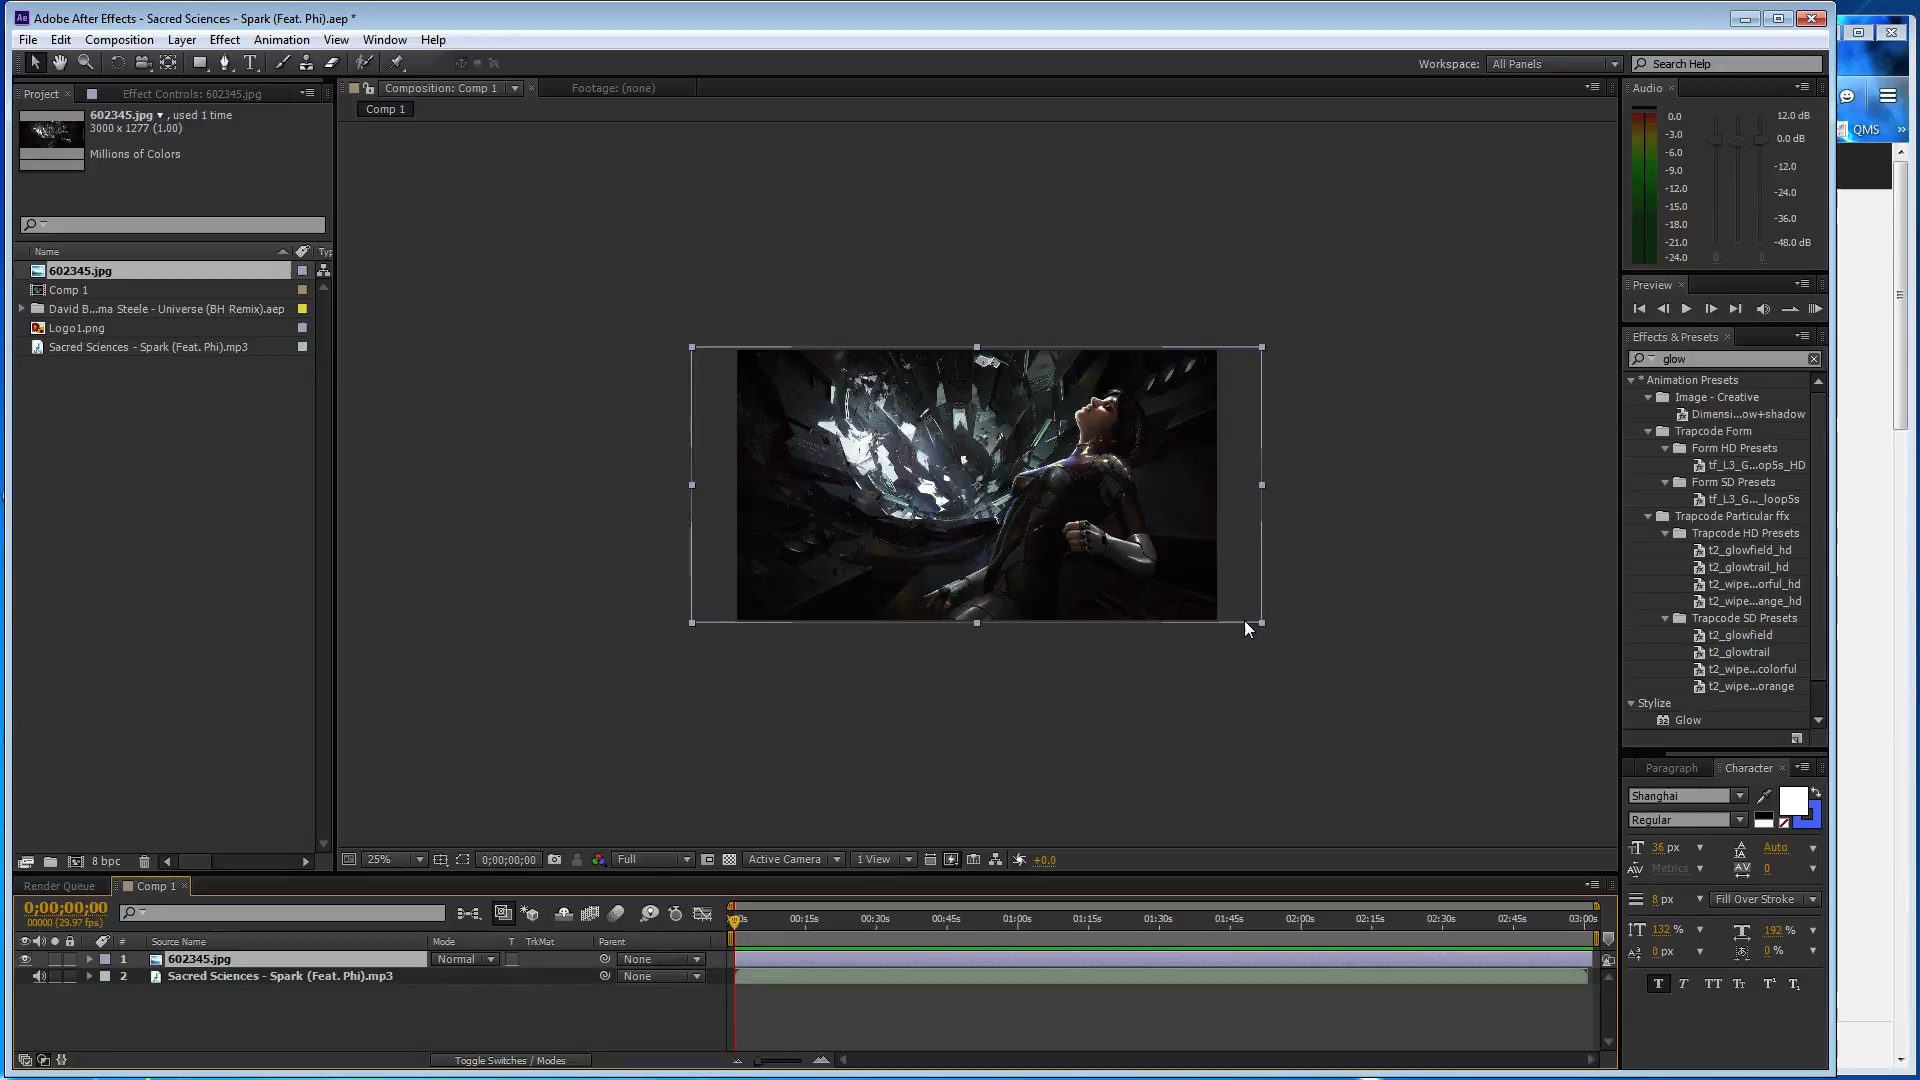 Adobe After Effects - Sacred Sciences - Spark (Feat. Phi).aep *
File Edit Composition Layer Effect Animation View Window Help
Workspace: All Panels
Search Help
Project
Effect Controls: 602345.jpg
602345.jpg , used 1 time
3000 x 1277 (1.00)
Millions of Colors
Name
Typ
602345.jpg
Comp 1
David B...ma Steele - Universe (BH Remix).aep
Logo1.png
Sacred Sciences - Spark (Feat. Phi).mp3
8 bpc
Composition: Comp 1
Footage: (none)
Comp 1
25%
0;00;00;00
Full
Active Camera
1 View
+0.0
Audio
0.0
-3.0
-6.0
-9.0
-12.0
-15.0
-18.0
-21.0
-24.0
12.0 dB
0.0 dB
-12.0
-24.0
-36.0
-48.0 dB
0 0
Preview
Effects & Presets
glow
* Animation Presets
Image - Creative
Dimensi...ow+shadow
Trapcode Form
Form HD Presets
tf_L3_G...op5s_HD
Form SD Presets
tf_L3_G..._loop5s
Trapcode Particular ffx
Trapcode HD Presets
t2_glowfield_hd
t2_glowtrail_hd
t2_wipe...orful_hd
t2_wipe...ange_hd
Trapcode SD Presets
t2_glowfield
t2_glowtrail
t2_wipe...colorful
t2_wipe...orange
Stylize
Glow
Paragraph
Character
Shanghai
Regular
36 px
Auto
Metrics
0
8 px
Fill Over Stroke
132 %
192 %
0 px
0 %
T T TT Tt T¹ T₁
QMS
Render Queue
Comp 1
0;00;00;00
00000 (29.97 fps)
# Source Name Mode T TrkMat Parent
1 602345.jpg Normal None
2 Sacred Sciences - Spark (Feat. Phi).mp3 None
00:15s 00:30s 00:45s 01:00s 01:15s 01:30s 01:45s 02:00s 02:15s 02:30s 02:45s 03:00s
Toggle Switches / Modes